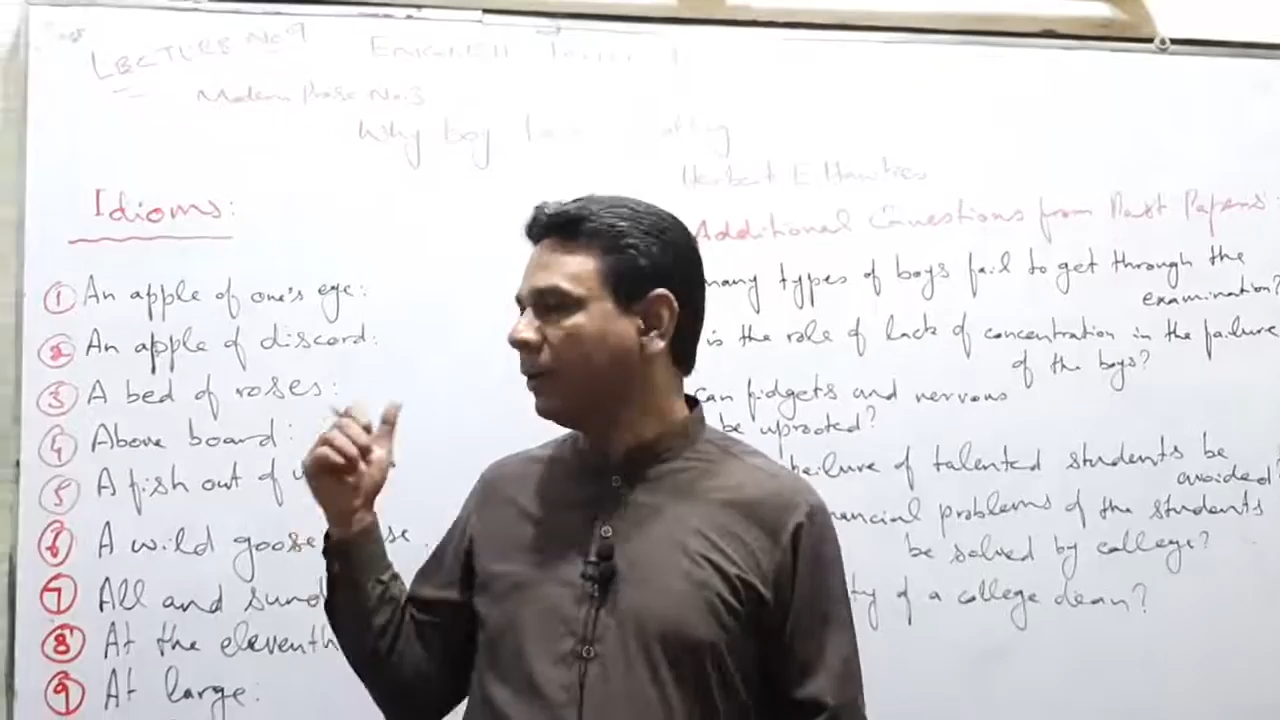 LECTURE No 9 ENGLISH
Modern Prose No. 3
Why boy
Herbert E. Hawkes
Idioms:
① An apple of one's eye:
② An apple of discord:
③ A bed of roses:
④ Above board:
⑤ A fish out of
⑥ A wild goose se.
⑦ All and sund
⑧ At the eleventh
⑨ At large:
Additional Questions from Past Papers:
many types of boys fail to get through the
examination?
is the role of lack of concentration in the failure
of the boys?
can fidgets and nervous
be uprooted?
failure of talented students be
avoided?
nancial problems of the students
be solved by college?
ty of a college dean?